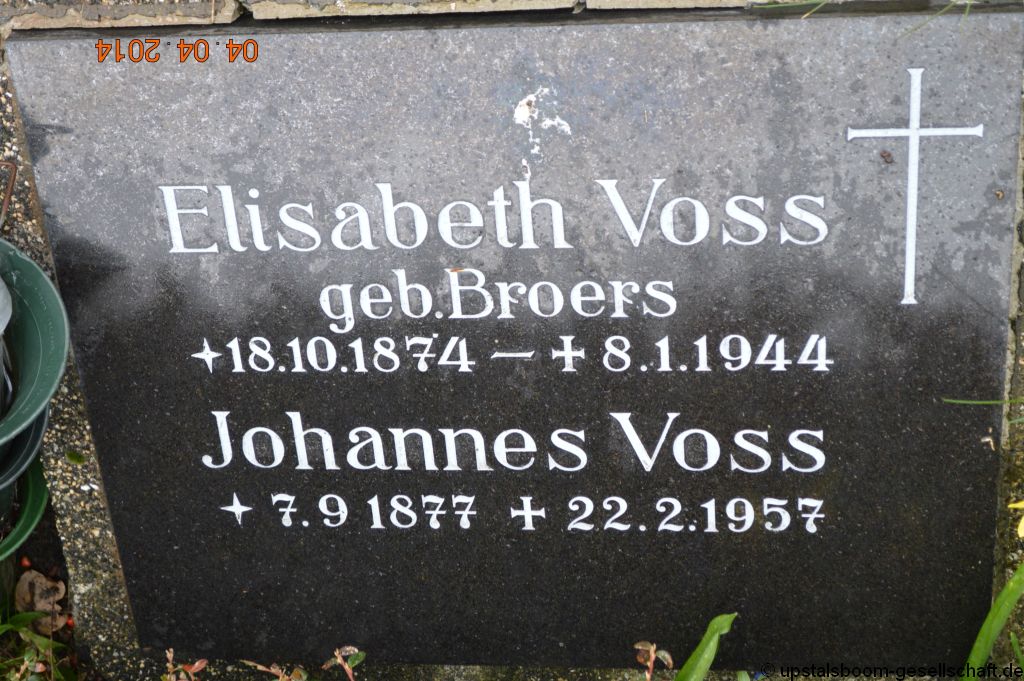 04.04.2014
Elisabeth Voss
geb. Broers
✦18.10.1874 — ✝ 8.1.1944
Johannes Voss
✦ 7.9 1877 ✝ 22.2.1957
© upstalsboom-gesellschaft.de